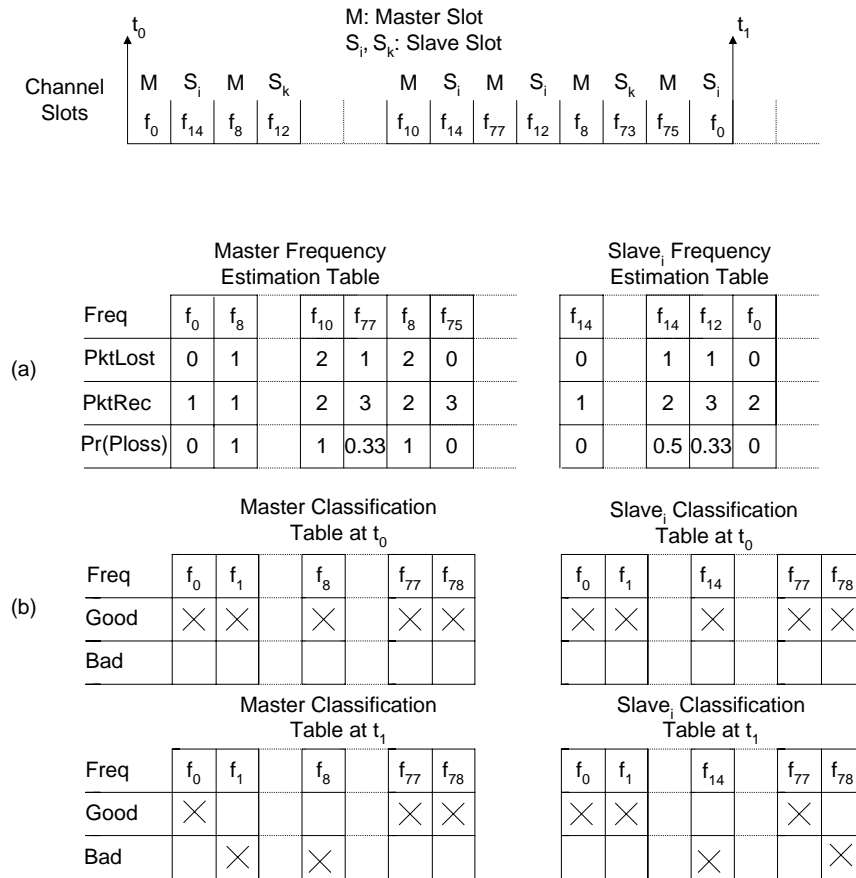 t0 M: Master Slot t1
Si, Sk: Slave Slot
Channel Slots
M Si M Sk M Si M Si M Sk M Si
f0 f14 f8 f12 f10 f14 f77 f12 f8 f73 f75 f0
Master Frequency
Estimation Table
Slavei Frequency
Estimation Table
(a)
Freq f0 f8 f10 f77 f8 f75 f14 f14 f12 f0
PktLost 0 1 2 1 2 0 0 1 1 0
PktRec 1 1 2 3 2 3 1 2 3 2
Pr(Ploss) 0 1 1 0.33 1 0 0 0.5 0.33 0
(b)
Master Classification
Table at t0
Slavei Classification
Table at t0
Freq f0 f1 f8 f77 f78 f0 f1 f14 f77 f78
Good
Bad
Master Classification
Table at t1
Slavei Classification
Table at t1
Freq f0 f1 f8 f77 f78 f0 f1 f14 f77 f78
Good
Bad